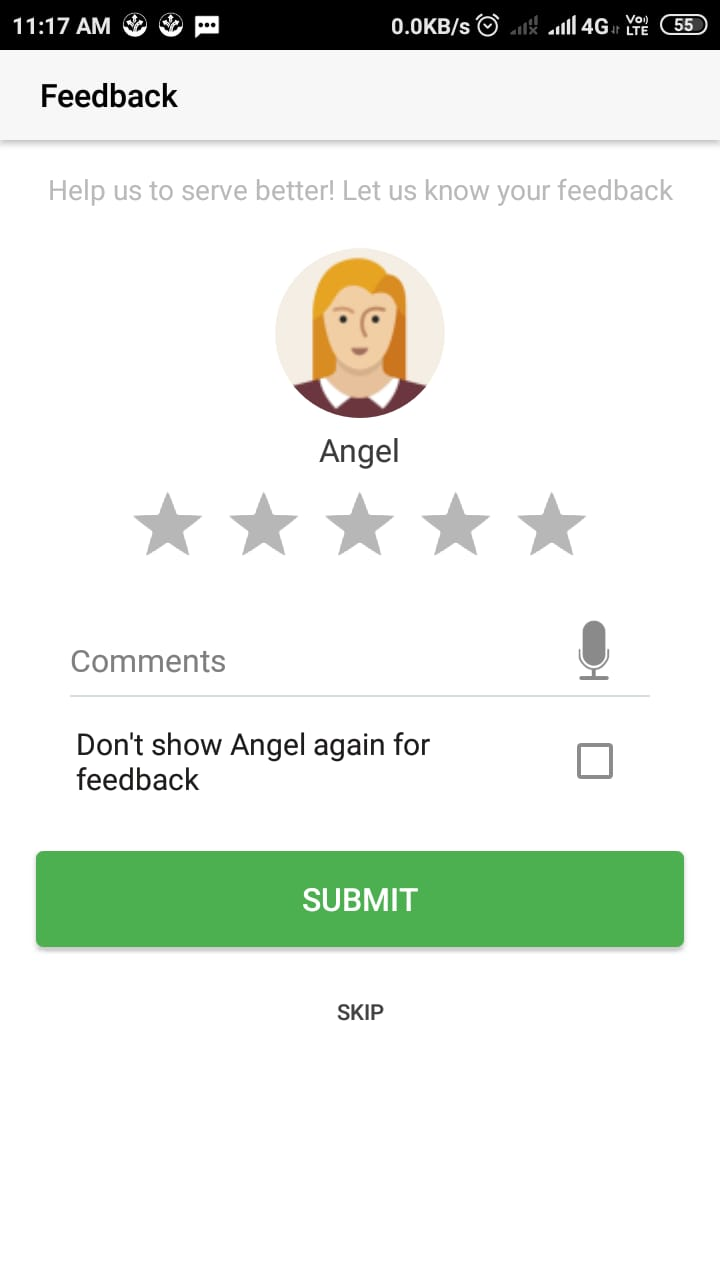 11:17 AM 0.0KB/s 4G Vo) LTE 55
Feedback
Help us to serve better! Let us know your feedback
Angel
Comments
Don't show Angel again for
feedback
SUBMIT
SKIP